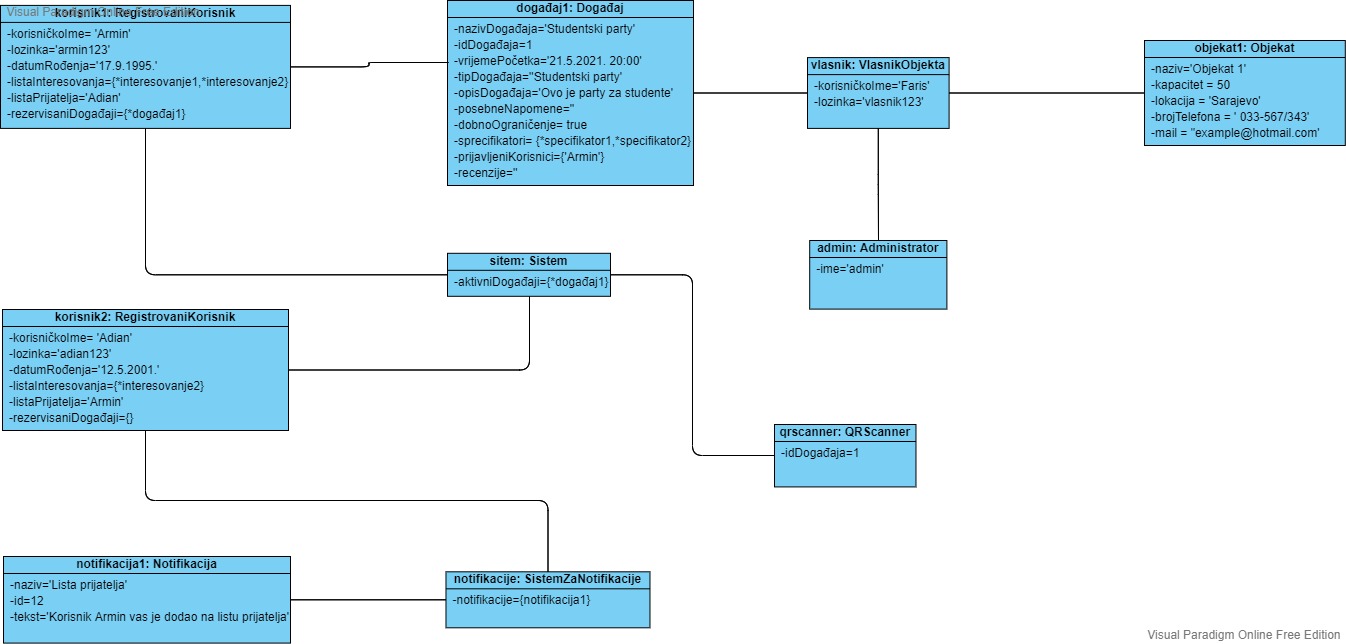 Visual Paradigm Online Free Edition
korisnik1: RegistrovaniKorisnik
-korisničkoIme= 'Armin'
-lozinka='armin123'
-datumRođenja='17.9.1995.'
-listaInteresovanja={*interesovanje1,*interesovanje2}
-listaPrijatelja='Adian'
-rezervisaniDogađaji={*događaj1}
događaj1: Događaj
-nazivDogađaja='Studentski party'
-idDogađaja=1
-vrijemePočetka='21.5.2021. 20:00'
-tipDogađaja="Studentski party'
-opisDogađaja='Ovo je party za studente'
-posebneNapomene=''
-dobnoOgraničenje= true
-sprecifikatori= {*specifikator1,*specifikator2}
-prijavljeniKorisnici={'Armin'}
-recenzije=''
vlasnik: VlasnikObjekta
-korisničkoIme='Faris'
-lozinka='vlasnik123'
objekat1: Objekat
-naziv='Objekat 1'
-kapacitet = 50
-lokacija = 'Sarajevo'
-brojTelefona = ' 033-567/343'
-mail = "example@hotmail.com'
admin: Administrator
-ime='admin'
sitem: Sistem
-aktivniDogađaji={*događaj1}
korisnik2: RegistrovaniKorisnik
-korisničkoIme= 'Adian'
-lozinka='adian123'
-datumRođenja='12.5.2001.'
-listaInteresovanja={*interesovanje2}
-listaPrijatelja='Armin'
-rezervisaniDogađaji={}
qrscanner: QRScanner
-idDogađaja=1
notifikacija1: Notifikacija
-naziv='Lista prijatelja'
-id=12
-tekst='Korisnik Armin vas je dodao na listu prijatelja'
notifikacije: SistemZaNotifikacije
-notifikacije={notifikacija1}
Visual Paradigm Online Free Edition